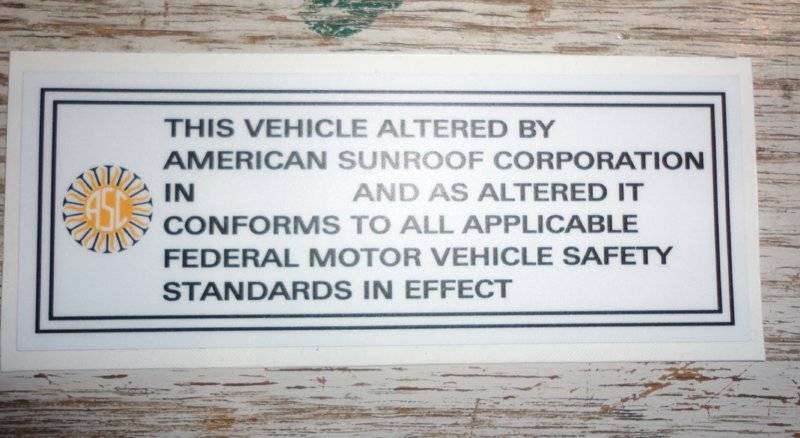 THIS VEHICLE ALTERED BY
AMERICAN SUNROOF CORPORATION
IN AND AS ALTERED IT
CONFORMS TO ALL APPLICABLE
FEDERAL MOTOR VEHICLE SAFETY
STANDARDS IN EFFECT
ASC